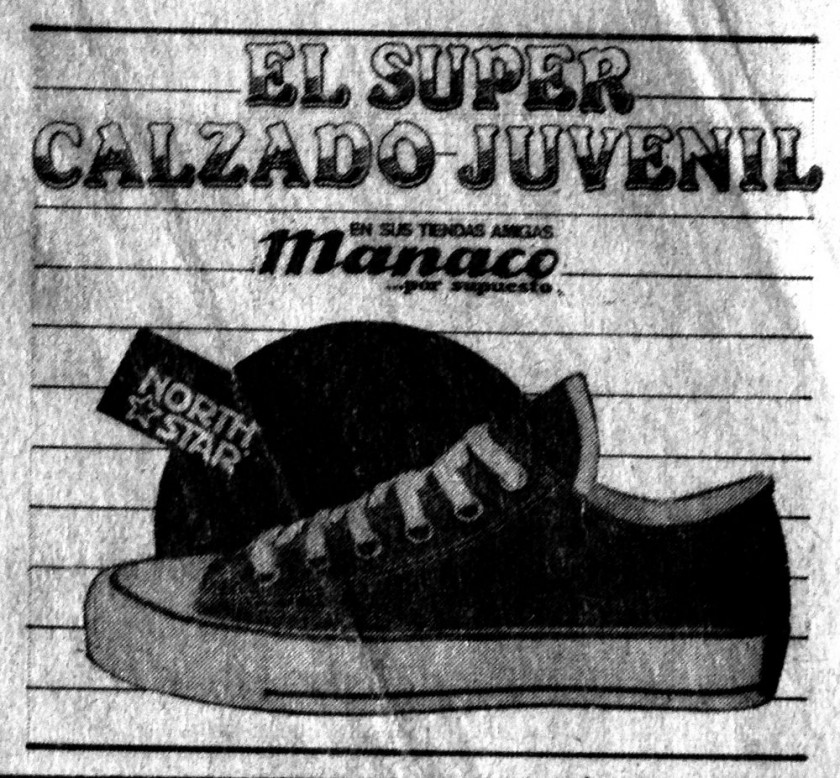 EL SUPER
CALZADO JUVENIL
EN SUS TIENDAS AMIGAS
Manaco
...por supuesto.
NORTH
STAR